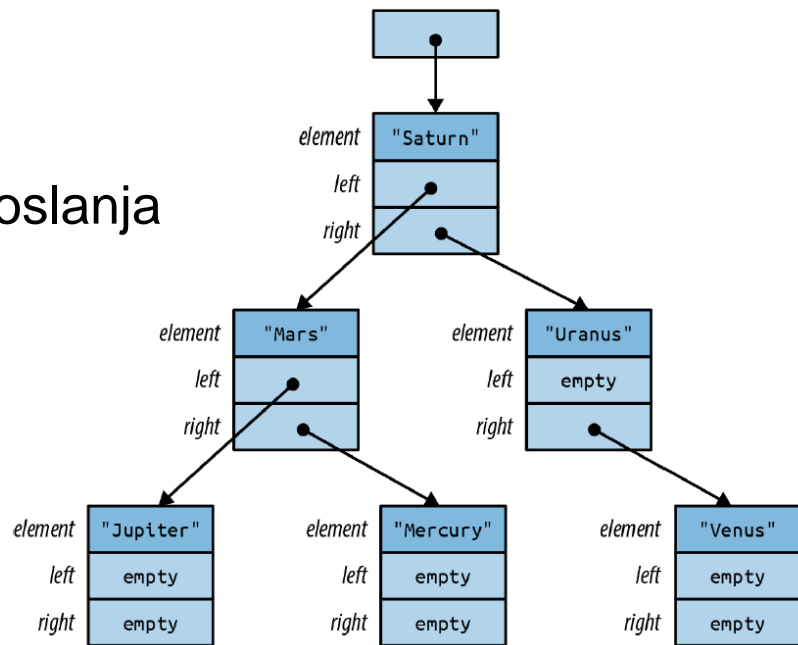 element "Saturn"
left
oslanja
right
element "Mars" element "Uranus"
left left empty
right right
element "Jupiter" element "Mercury" element "Venus"
left empty left empty left empty
right empty right empty right empty